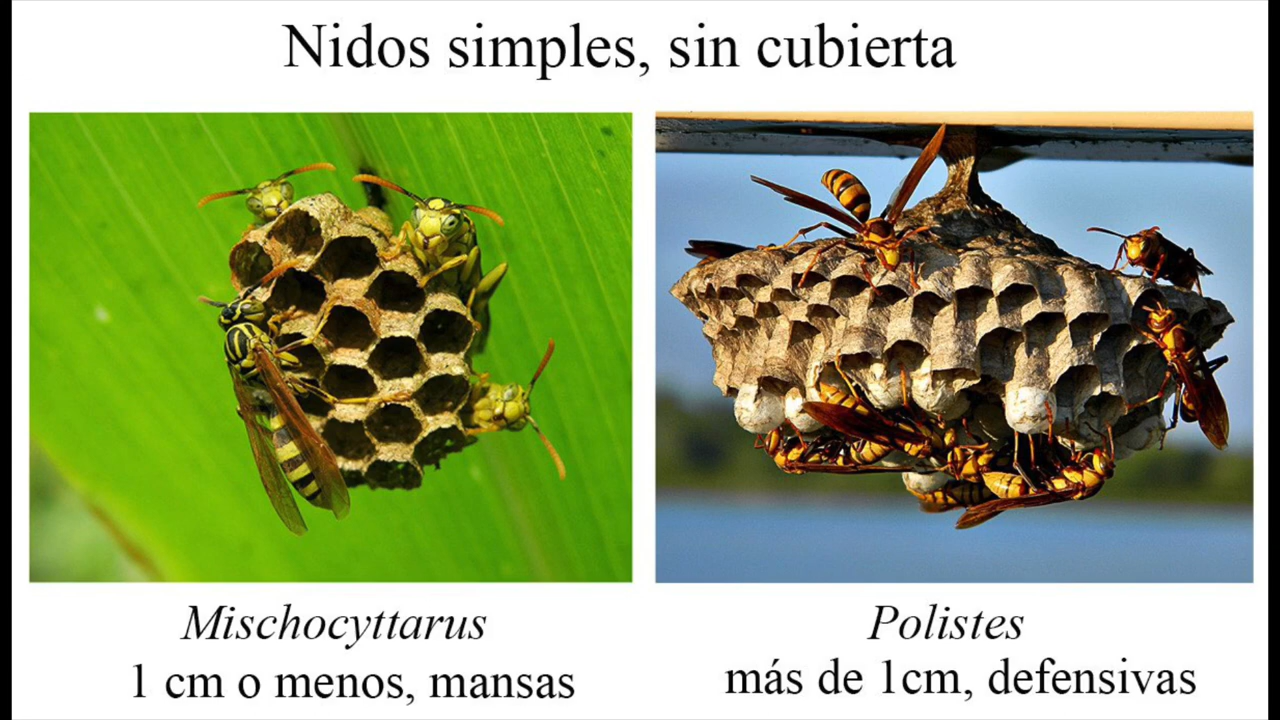 Nidos simples, sin cubierta
Mischocyttarus
1 cm o menos, mansas
Polistes
más de 1cm, defensivas